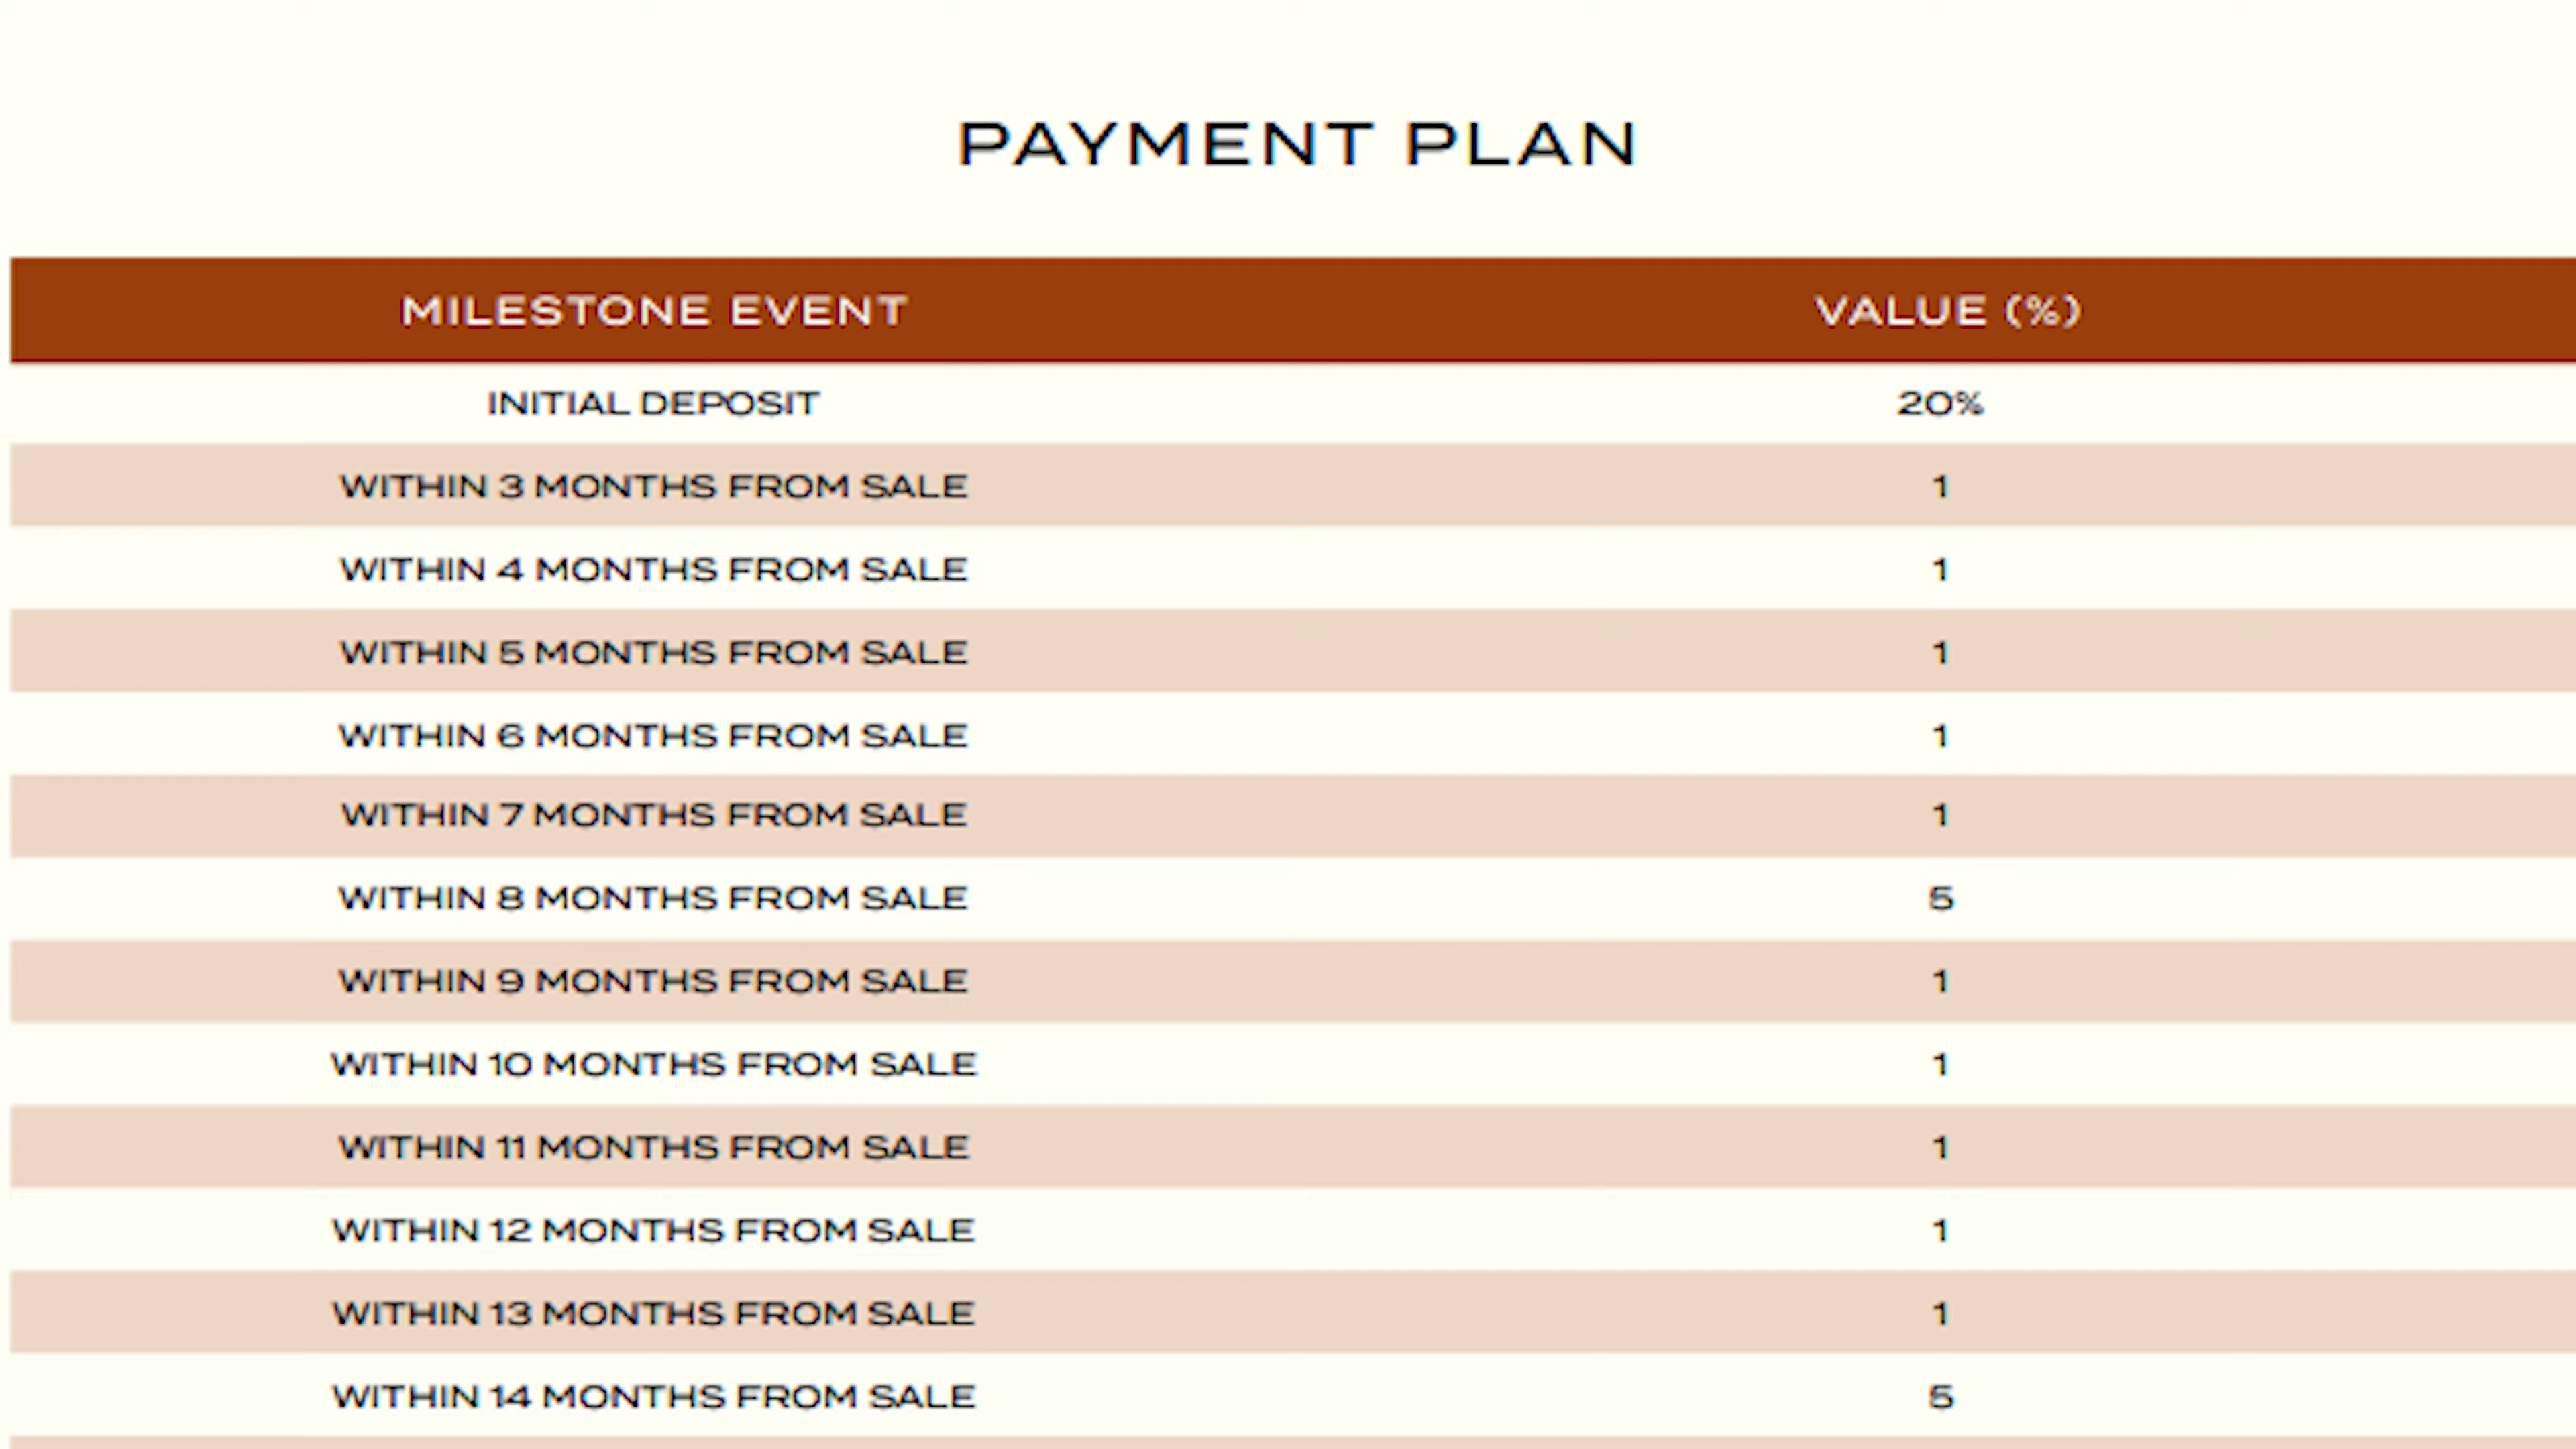 PAYMENT PLAN
MILESTONE EVENT VALUE (%)
INITIAL DEPOSIT 20%
WITHIN 3 MONTHS FROM SALE 1
WITHIN 4 MONTHS FROM SALE 1
WITHIN 5 MONTHS FROM SALE 1
WITHIN 6 MONTHS FROM SALE 1
WITHIN 7 MONTHS FROM SALE 1
WITHIN 8 MONTHS FROM SALE 5
WITHIN 9 MONTHS FROM SALE 1
WITHIN 10 MONTHS FROM SALE 1
WITHIN 11 MONTHS FROM SALE 1
WITHIN 12 MONTHS FROM SALE 1
WITHIN 13 MONTHS FROM SALE 1
WITHIN 14 MONTHS FROM SALE 5